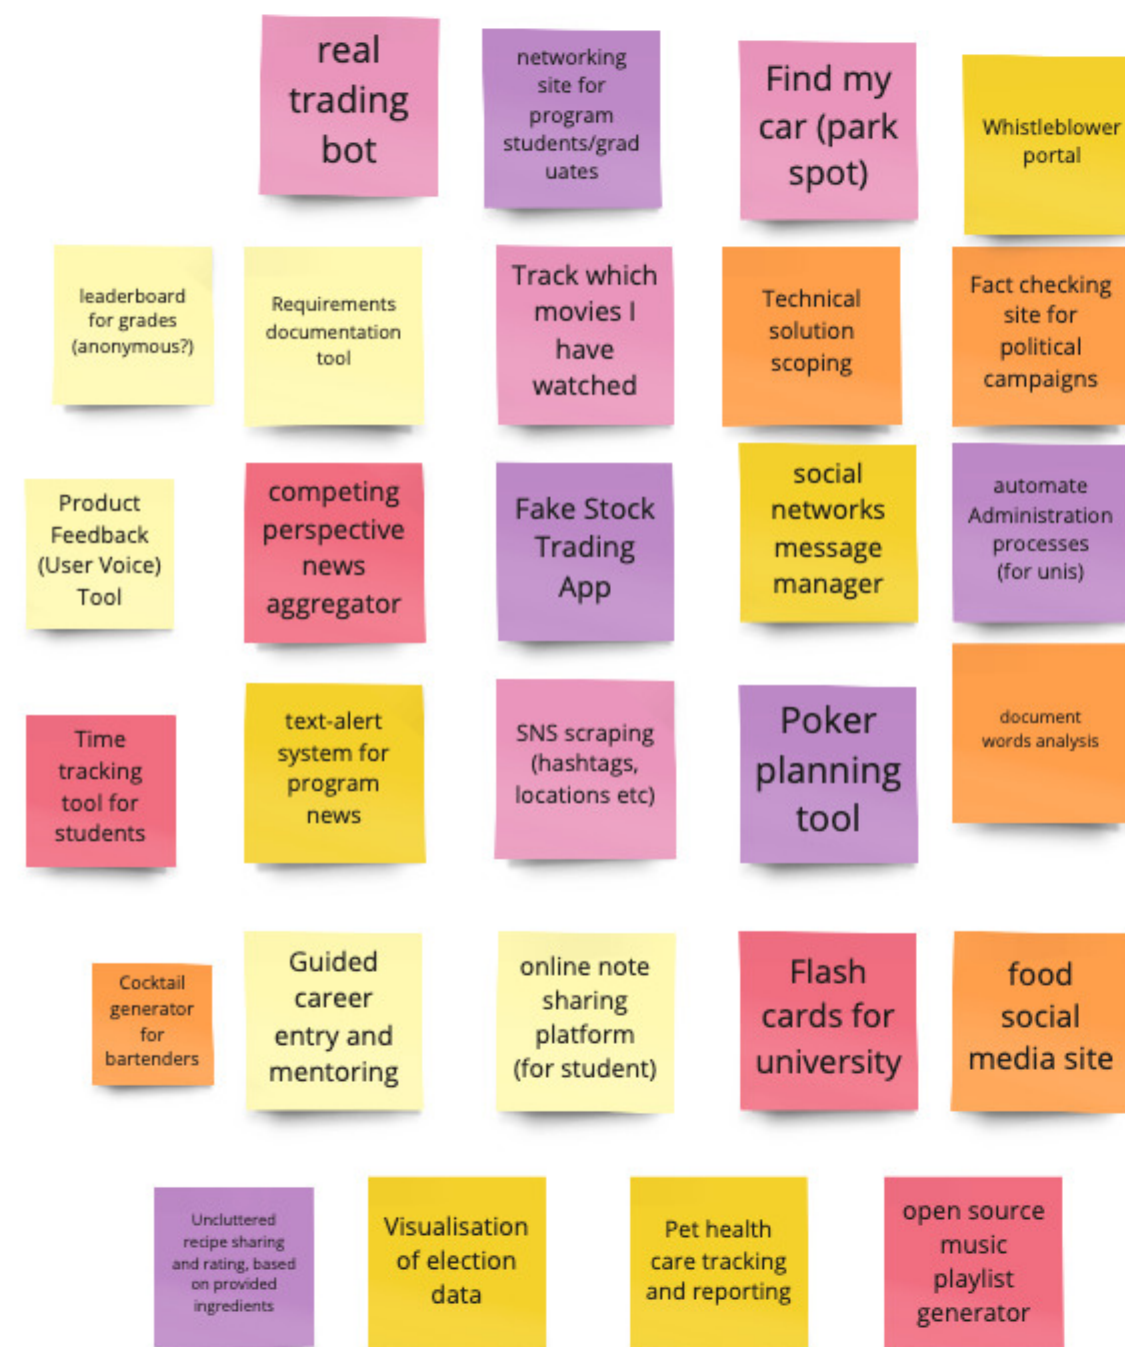 real
trading
bot
networking
site for
program
students/grad
uates
Find my
car (park
spot)
Whistleblower
portal
leaderboard
for grades
(anonymous?)
Requirements
documentation
tool
Track which
movies I
have
watched
Technical
solution
scoping
Fact checking
site for
political
campaigns
Product
Feedback
(User Voice)
Tool
competing
perspective
news
aggregator
Fake Stock
Trading
App
social
networks
message
manager
automate
Administration
processes
(for unis)
Time
tracking
tool for
students
text-alert
system for
program
news
SNS scraping
(hashtags,
locations etc)
Poker
planning
tool
document
words analysis
Cocktail
generator
for
bartenders
Guided
career
entry and
mentoring
online note
sharing
platform
(for student)
Flash
cards for
university
food
social
media site
Uncluttered
recipe sharing
and rating, based
on provided
ingredients
Visualisation
of election
data
Pet health
care tracking
and reporting
open source
music
playlist
generator